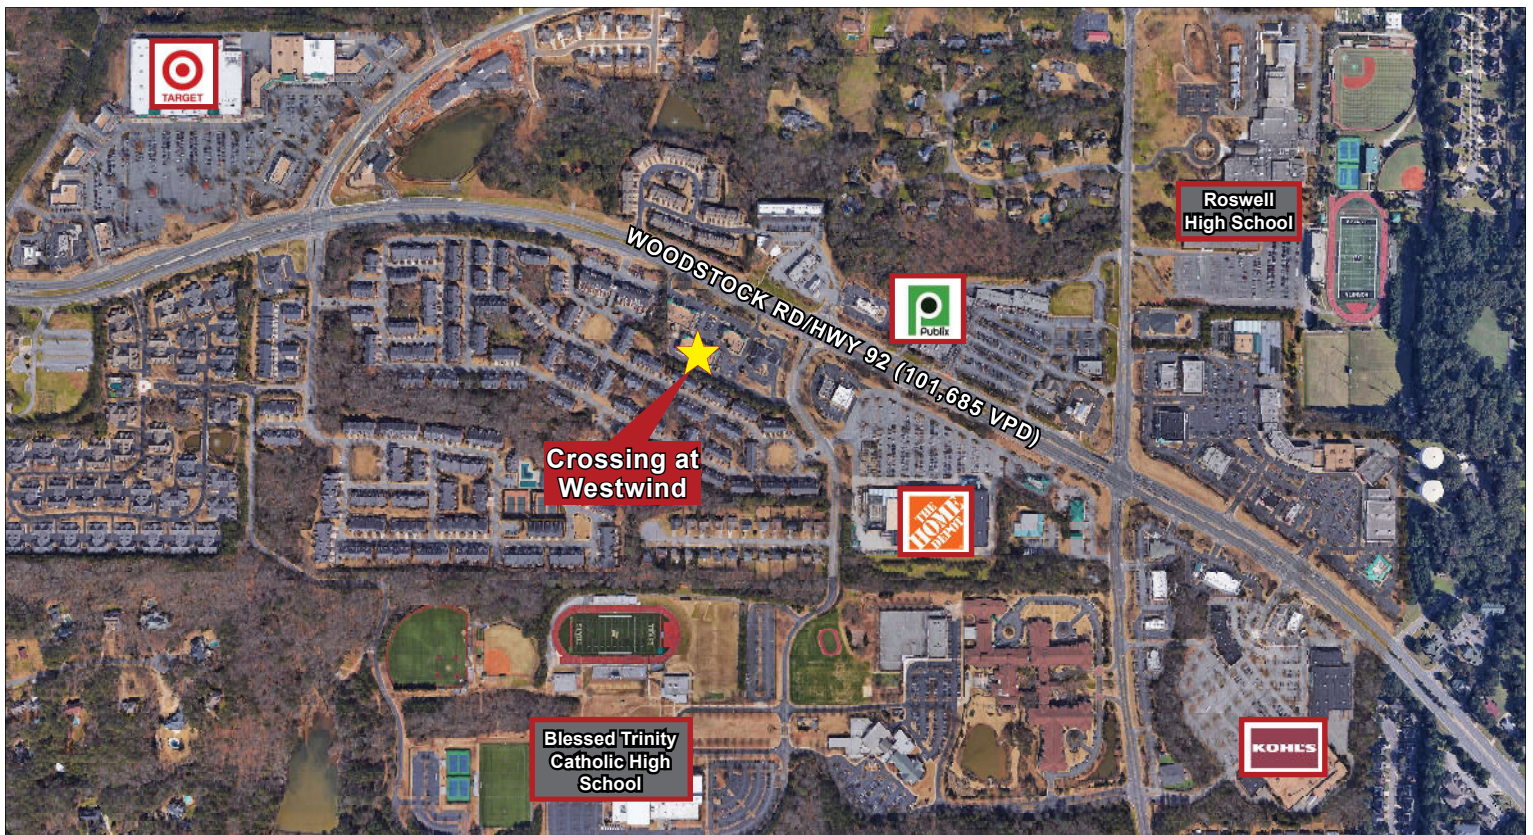 TARGET
Roswell
High School
WOODSTOCK RD/HWY 92 (101,685 VPD)
Publix
Crossing at
Westwind
THE
HOME
DEPOT
Blessed Trinity
Catholic High
School
KOHL'S